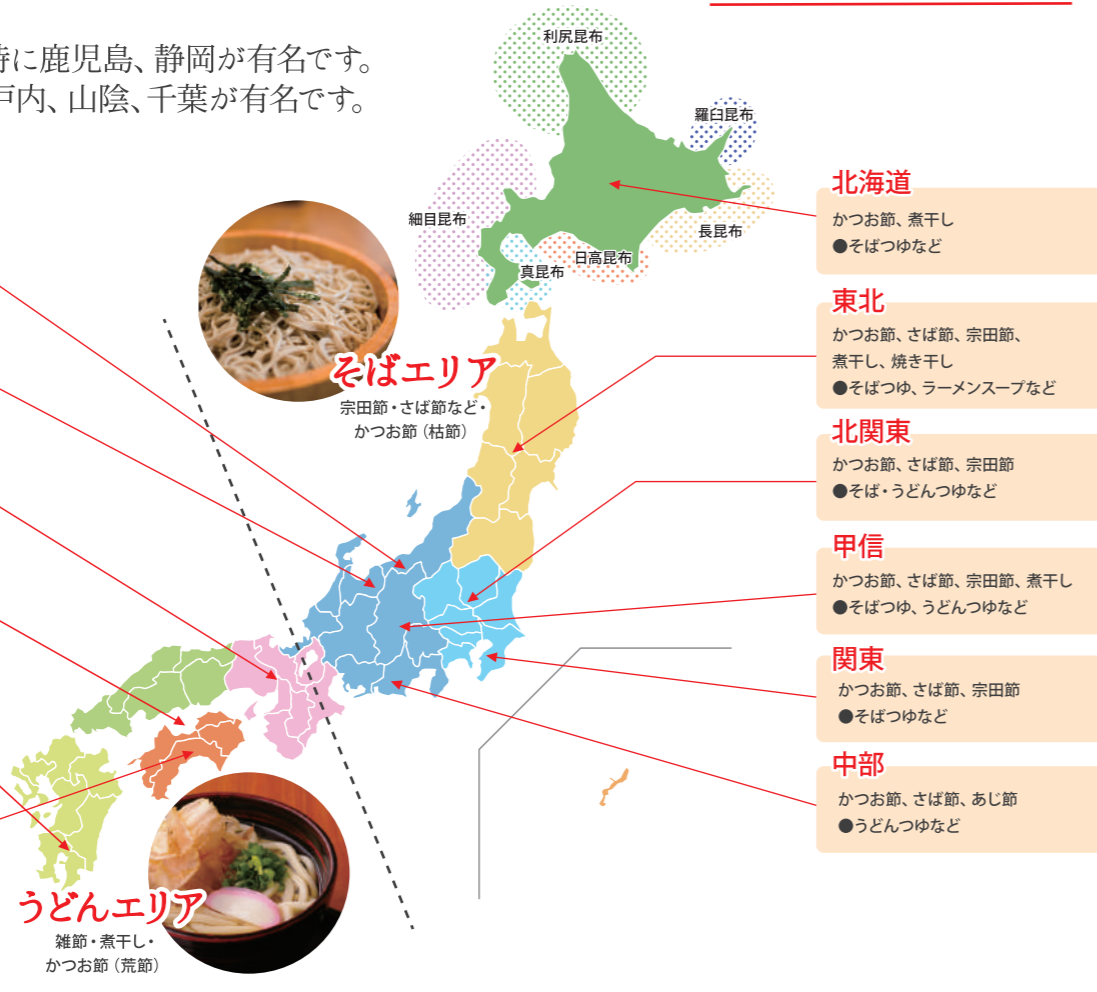 に鹿児島、静岡が有名です。
戸内、山陰、千葉が有名です。
利尻昆布
羅臼昆布
細目昆布
長昆布
日高昆布
真昆布
そばエリア
宗田節・さば節など・
かつお節（枯節）
うどんエリア
雑節・煮干し・
かつお節（荒節）
北海道
かつお節、煮干し
●そばつゆなど
東北
かつお節、さば節、宗田節、
煮干し、焼き干し
●そばつゆ、ラーメンスープなど
北関東
かつお節、さば節、宗田節
●そば・うどんつゆなど
甲信
かつお節、さば節、宗田節、煮干し
●そばつゆ、うどんつゆなど
関東
かつお節、さば節、宗田節
●そばつゆなど
中部
かつお節、さば節、あじ節
●うどんつゆなど